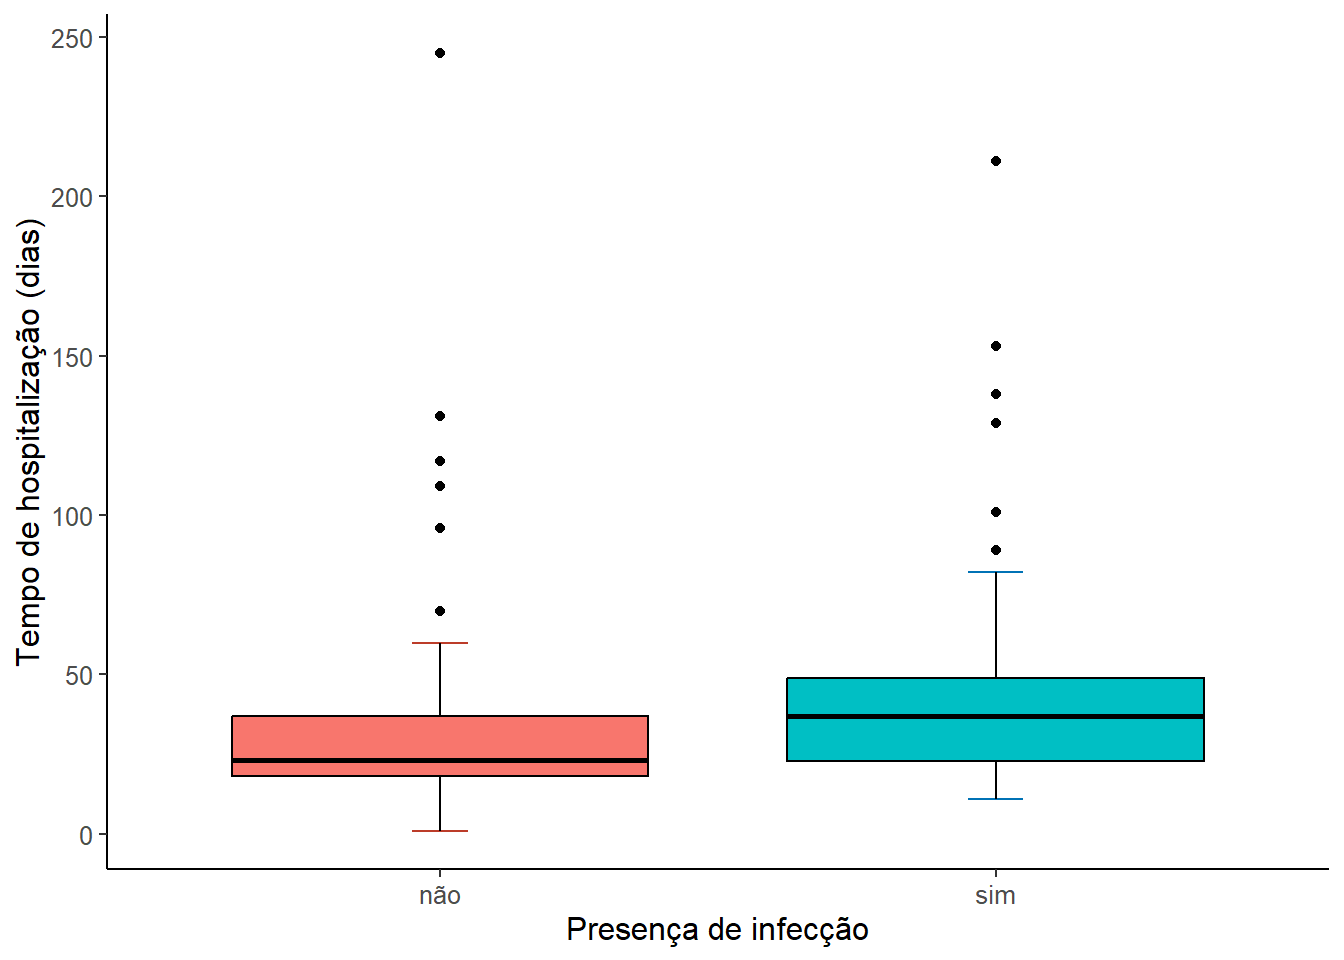 Tempo de hospitalização (dias)
250
200
150
100
50
0
não
sim
Presença de infecção